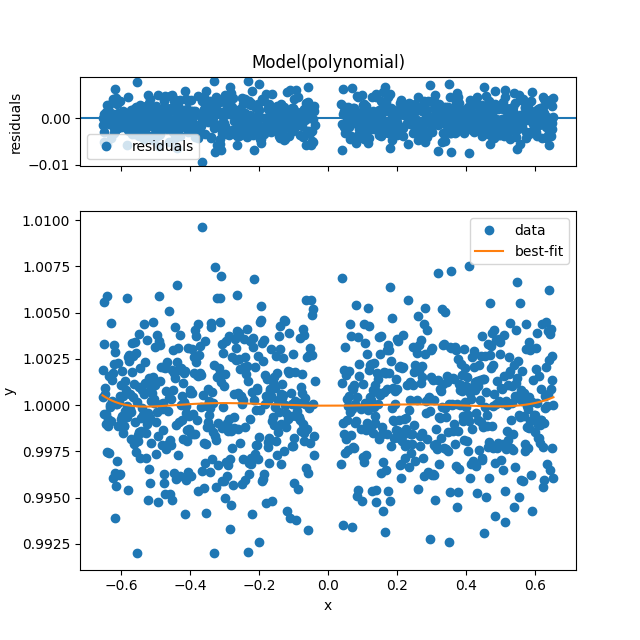 Model(polynomial)
residuals
0.00
−0.01
residuals
1.0100
1.0075
1.0050
1.0025
1.0000
0.9975
0.9950
0.9925
y
data
best-fit
−0.6
−0.4
−0.2
0.0
0.2
0.4
0.6
x